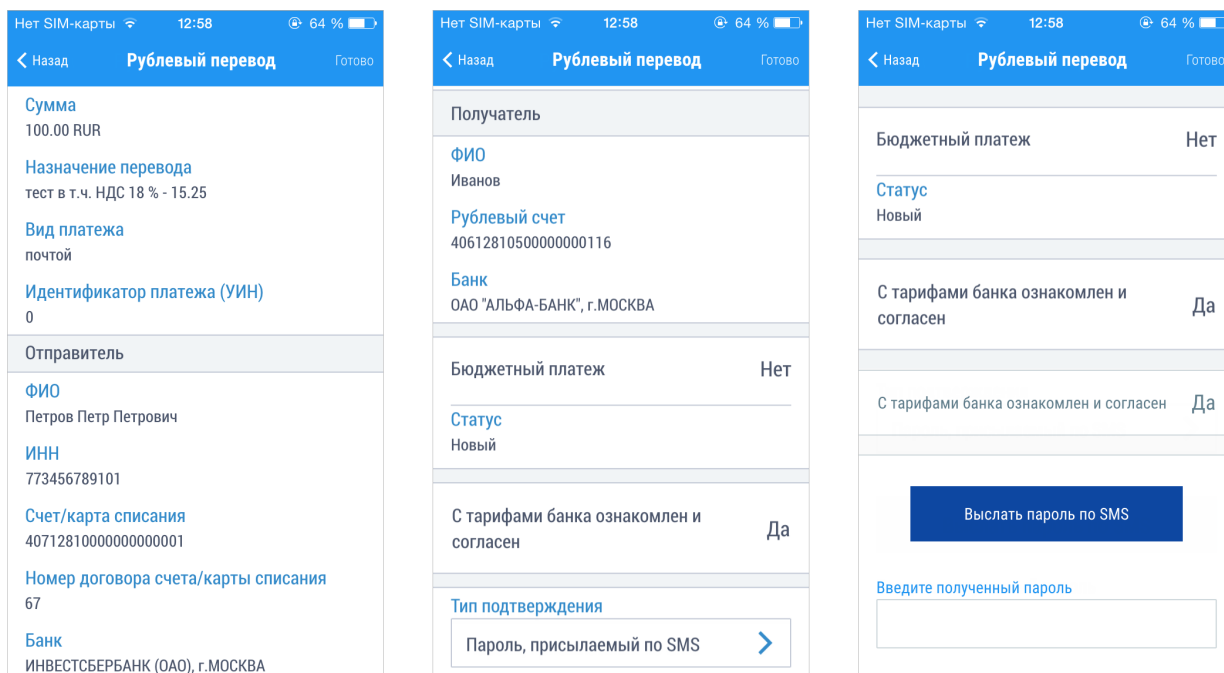 Нет SIM-карты 12:58 64 %
Назад Рублевый перевод Готово
Сумма
100.00 RUR
Назначение перевода
тест в т.ч. НДС 18 % - 15.25
Вид платежа
почтой
Идентификатор платежа (УИН)
0
Отправитель
ФИО
Петров Петр Петрович
ИНН
773456789101
Счет/карта списания
40712810000000000001
Номер договора счета/карты списания
67
Банк
ИНВЕСТСБЕРБАНК (ОАО), г.МОСКВА
Нет SIM-карты 12:58 64 %
Назад Рублевый перевод Готово
Получатель
ФИО
Иванов
Рублевый счет
40612810500000000116
Банк
ОАО "АЛЬФА-БАНК", г.МОСКВА
Бюджетный платеж Нет
Статус
Новый
С тарифами банка ознакомлен и
согласен Да
Тип подтверждения
Пароль, присылаемый по SMS
Нет SIM-карты 12:58 64 %
Назад Рублевый перевод Готово
Бюджетный платеж Нет
Статус
Новый
С тарифами банка ознакомлен и
согласен Да
С тарифами банка ознакомлен и согласен Да
Выслать пароль по SMS
Введите полученный пароль